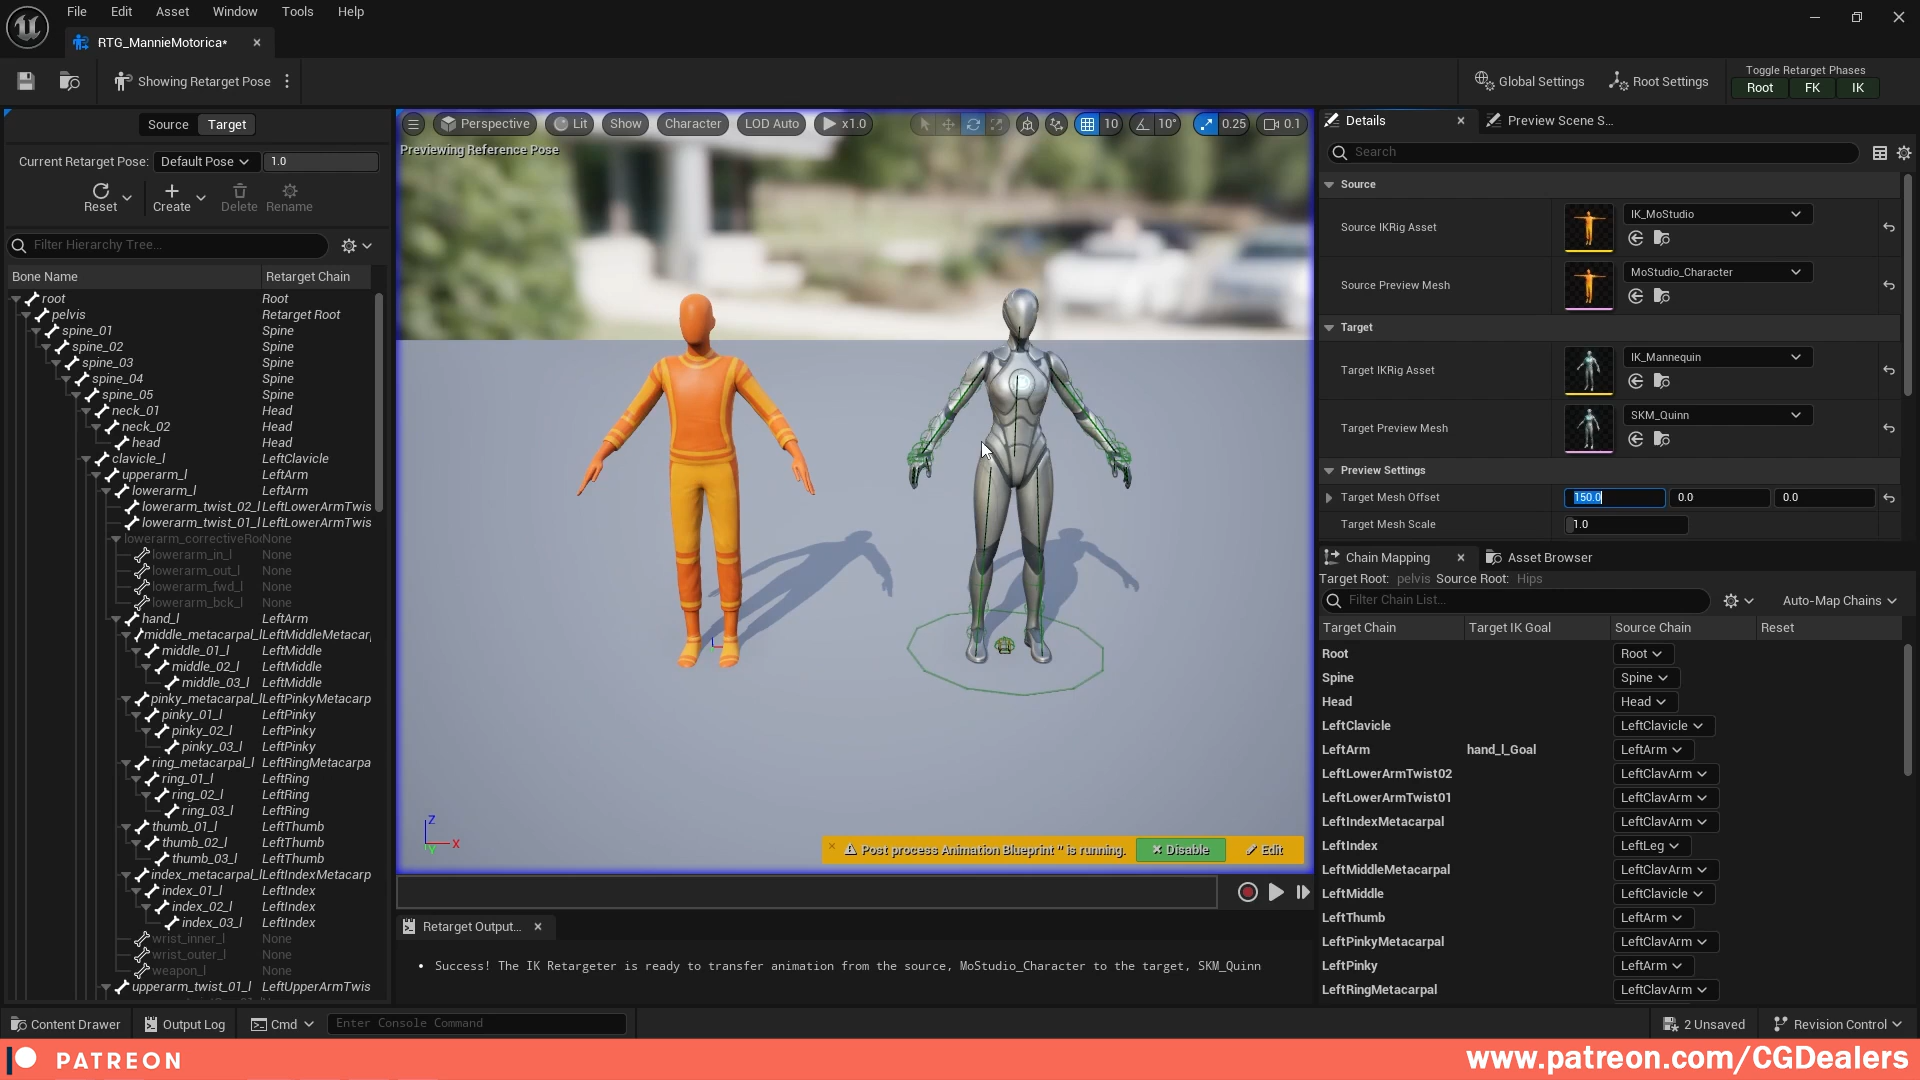 File Edit Asset Window Tools Help
RTG_MannieMotorica*
Showing Retarget Pose
Global Settings
Root Settings
Toggle Retarget Phases
Root FK IK
Source Target
Current Retarget Pose: Default Pose 1.0
Reset Create Delete Rename
Filter Hierarchy Tree...
Bone Name Retarget Chain
root Root
pelvis Retarget Root
spine_01 Spine
spine_02 Spine
spine_03 Spine
spine_04 Spine
spine_05 Spine
neck_01 Head
neck_02 Head
head Head
clavicle_l LeftClavicle
upperarm_l LeftArm
lowerarm_l LeftArm
lowerarm_twist_02_l LeftLowerArmTwis
lowerarm_twist_01_l LeftLowerArmTwis
lowerarm_correctiveRoo None
lowerarm_in_l None
lowerarm_out_l None
lowerarm_fwd_l None
lowerarm_bck_l None
hand_l LeftArm
middle_metacarpal_l LeftMiddleMetacarp
middle_01_l LeftMiddle
middle_02_l LeftMiddle
middle_03_l LeftMiddle
pinky_metacarpal_l LeftPinkyMetacarp
pinky_01_l LeftPinky
pinky_02_l LeftPinky
pinky_03_l LeftPinky
ring_metacarpal_l LeftRingMetacarpa
ring_01_l LeftRing
ring_02_l LeftRing
ring_03_l LeftRing
thumb_01_l LeftThumb
thumb_02_l LeftThumb
thumb_03_l LeftThumb
index_metacarpal_l LeftIndexMetacarp
index_01_l LeftIndex
index_02_l LeftIndex
index_03_l LeftIndex
wrist_inner_l None
wrist_outer_l None
weapon_l None
upperarm_twist_01_l LeftUpperArmTwis
Perspective Lit Show Character LOD Auto x1.0 10 10° 0.25 0.1
Previewing Reference Pose
Z
X
Y
Post process Animation Blueprint '' is running. Disable Edit
Retarget Output...
• Success! The IK Retargeter is ready to transfer animation from the source, MoStudio_Character to the target, SKM_Quinn
Details Preview Scene S...
Search
Source
Source IKRig Asset IK_MoStudio
Source Preview Mesh MoStudio_Character
Target
Target IKRig Asset IK_Mannequin
Target Preview Mesh SKM_Quinn
Preview Settings
Target Mesh Offset 150.0 0.0 0.0
Target Mesh Scale 1.0
Chain Mapping Asset Browser
Target Root: pelvis Source Root: Hips
Filter Chain List... Auto-Map Chains
Target Chain Target IK Goal Source Chain Reset
Root Root
Spine Spine
Head Head
LeftClavicle LeftClavicle
LeftArm hand_l_Goal LeftArm
LeftLowerArmTwist02 LeftClavArm
LeftLowerArmTwist01 LeftClavArm
LeftIndexMetacarpal LeftClavArm
LeftIndex LeftLeg
LeftMiddleMetacarpal LeftClavArm
LeftMiddle LeftClavicle
LeftThumb LeftArm
LeftPinkyMetacarpal LeftClavArm
LeftPinky LeftArm
LeftRingMetacarpal LeftClavArm
Content Drawer Output Log Cmd Enter Console Command 2 Unsaved Revision Control
PATREON www.patreon.com/CGDealers